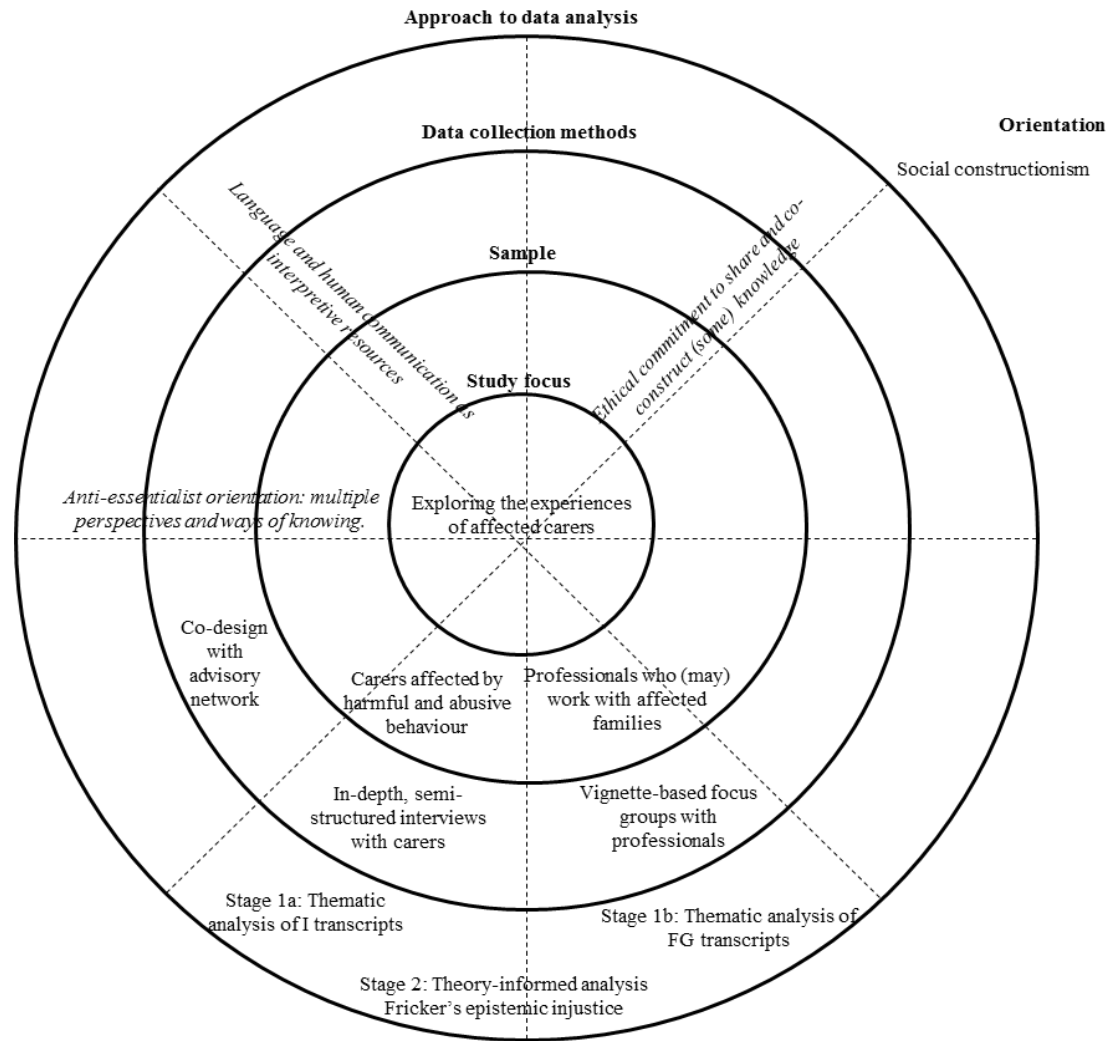 Approach to data analysis
Orientation
Social constructionism
Data collection methods
Language and human communication as
interpretive resources
Ethical commitment to share and co-
construct (some) knowledge
Sample
Study focus
Anti-essentialist orientation: multiple
perspectives and ways of knowing.
Exploring the experiences
of affected carers
Co-design
with
advisory
network
Carers affected by
harmful and abusive
behaviour
Professionals who (may)
work with affected
families
In-depth, semi-
structured interviews
with carers
Vignette-based focus
groups with
professionals
Stage 1a: Thematic
analysis of I transcripts
Stage 1b: Thematic analysis of
FG transcripts
Stage 2: Theory-informed analysis
Fricker's epistemic injustice